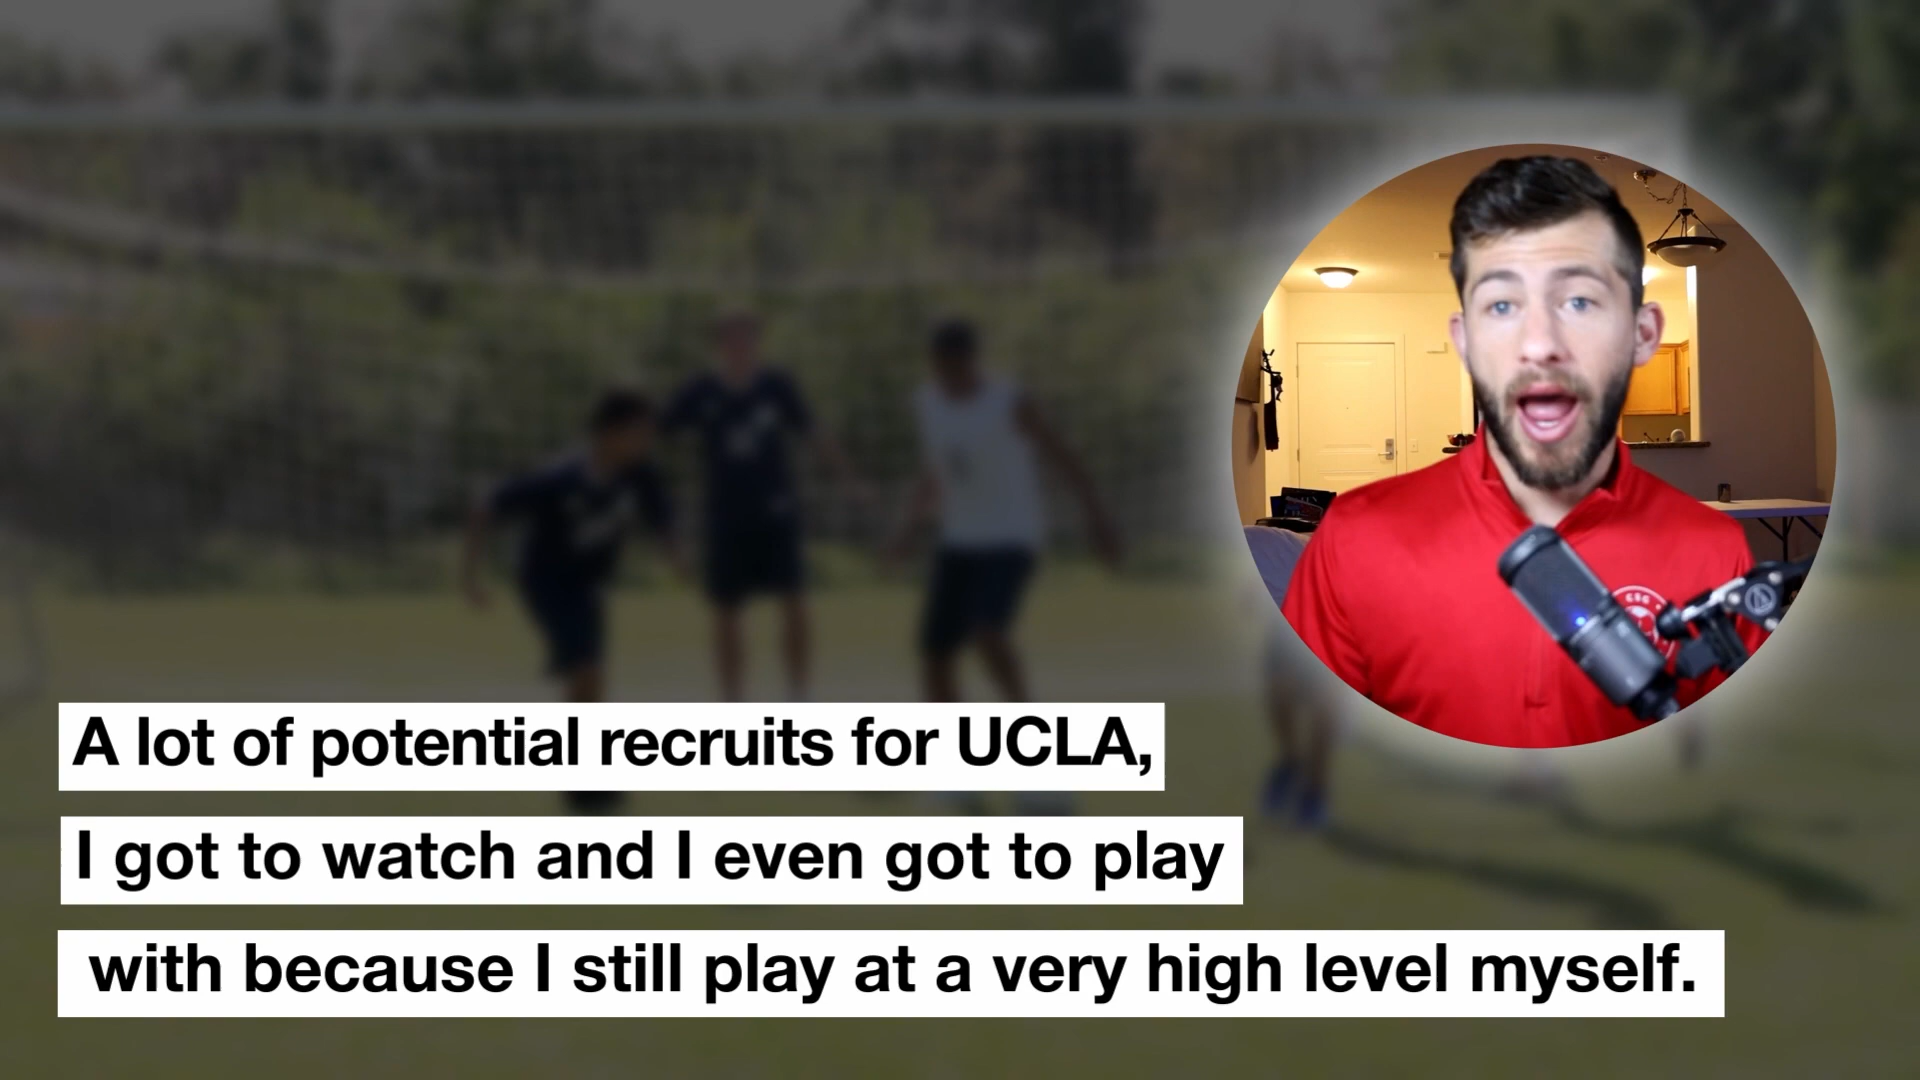 A lot of potential recruits for UCLA,
I got to watch and I even got to play
with because I still play at a very high level myself.
CSG